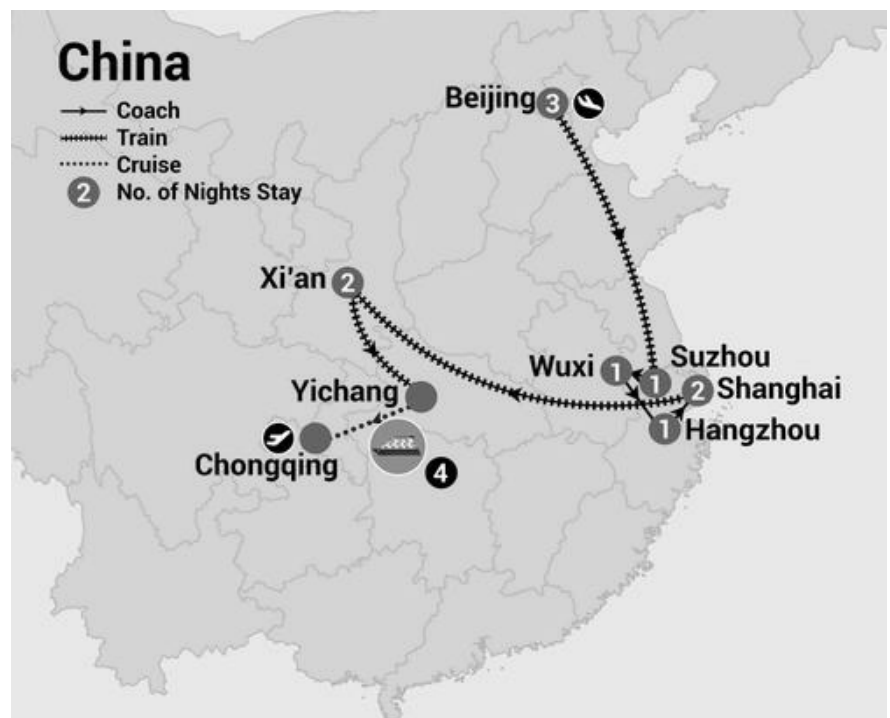 China
Coach
Train
Cruise
2 No. of Nights Stay
Beijing 3
Xi'an 2
Wuxi 1
Suzhou
1
2 Shanghai
Yichang
1 Hangzhou
Chongqing
4